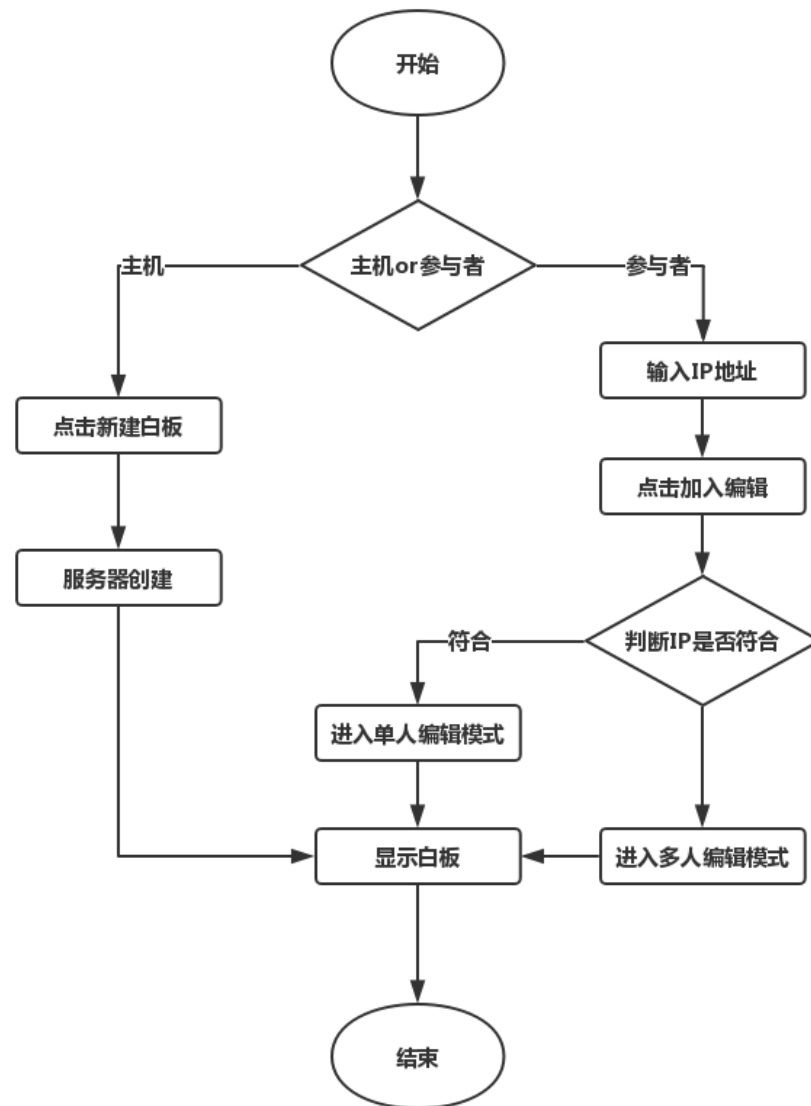 开始
主机or参与者
主机
参与者
输入IP地址
点击新建白板
点击加入编辑
服务器创建
判断IP是否符合
符合
进入单人编辑模式
显示白板
进入多人编辑模式
结束